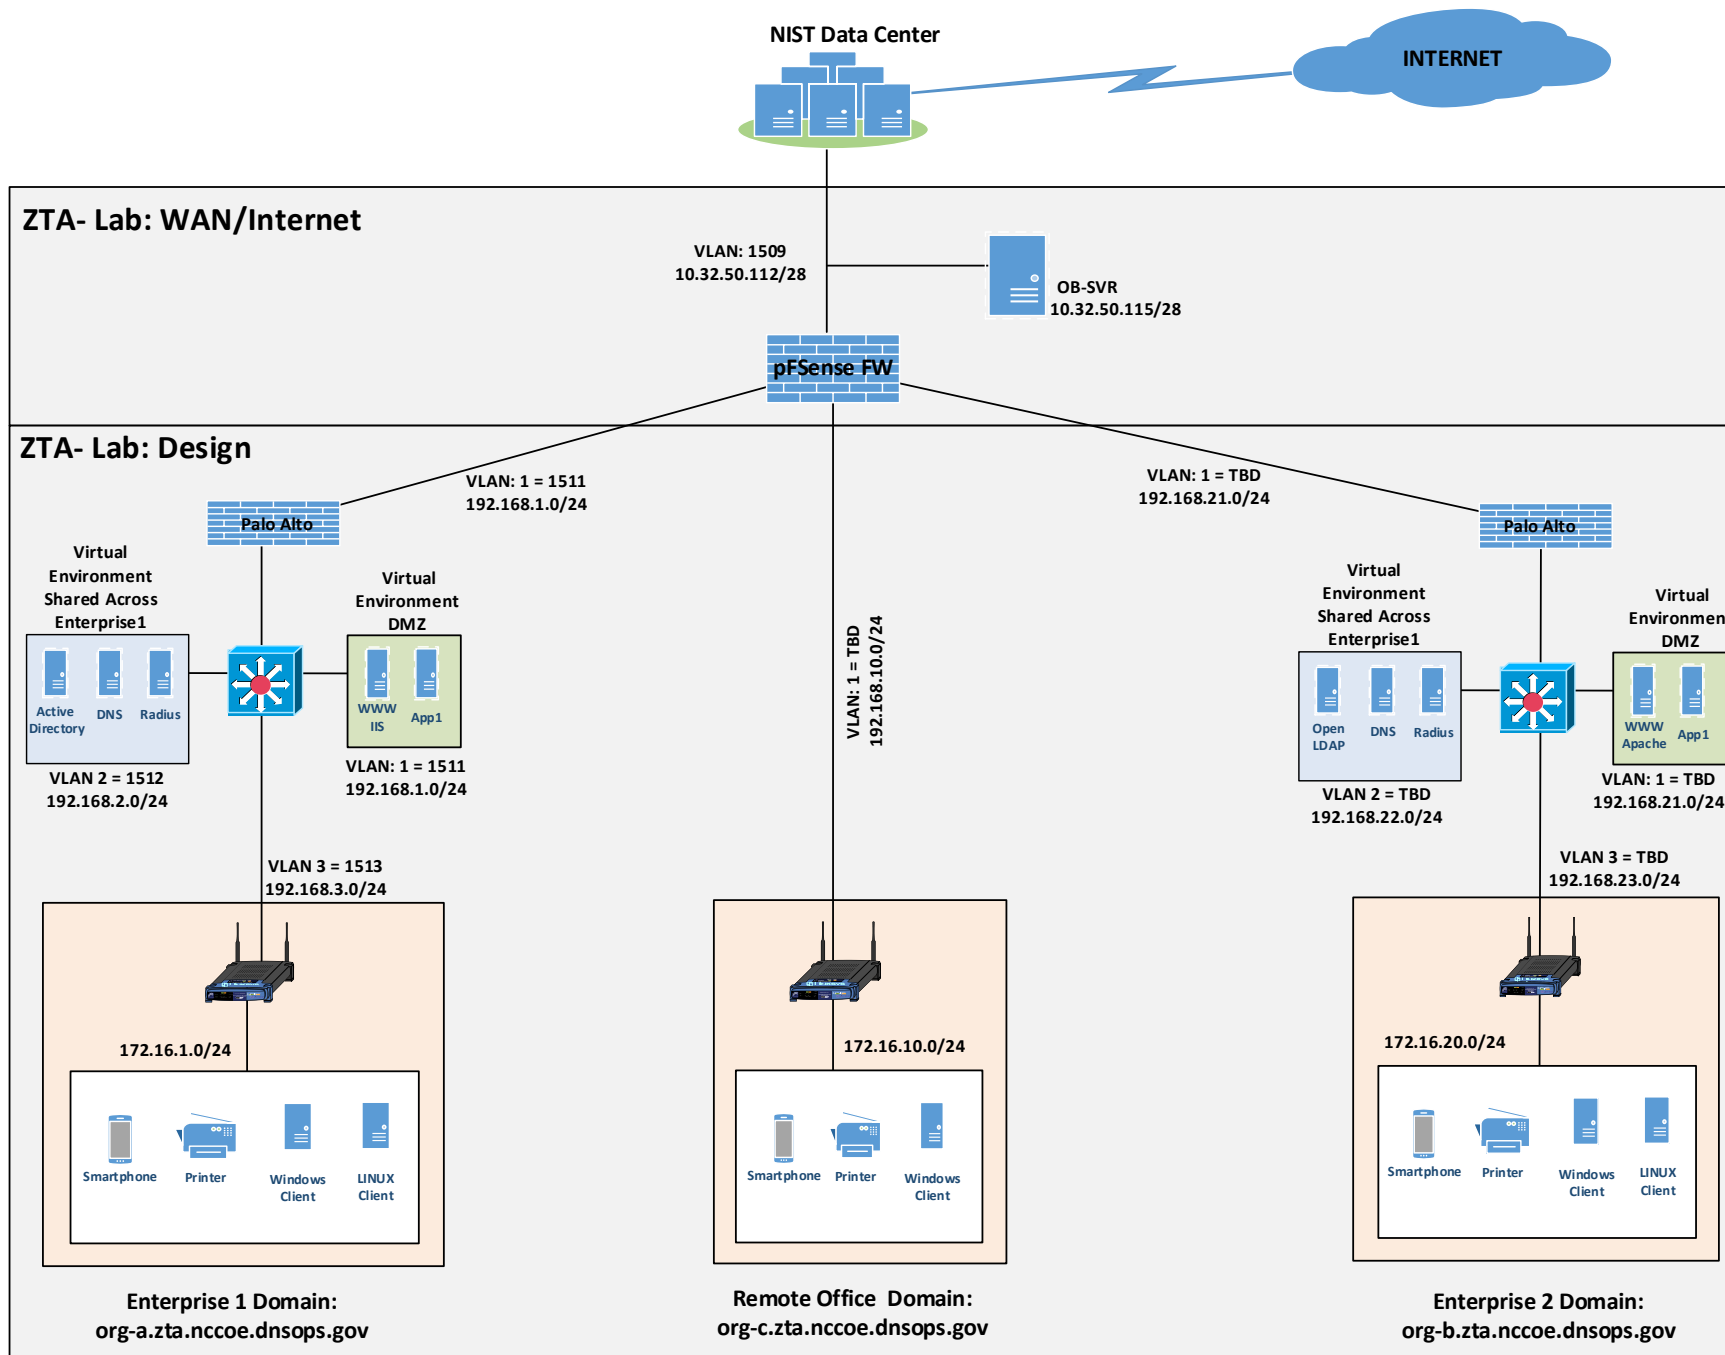 NIST Data Center
INTERNET
ZTA- Lab: WAN/Internet
VLAN: 1509
10.32.50.112/28
OB-SVR
10.32.50.115/28
pFSense FW
ZTA- Lab: Design
VLAN: 1 = 1511
192.168.1.0/24
VLAN: 1 = TBD
192.168.21.0/24
Palo Alto
Palo Alto
Virtual
Environment
Shared Across
Enterprise1
Virtual
Environment
DMZ
Active
Directory
DNS
Radius
WWW
IIS
App1
VLAN 2 = 1512
192.168.2.0/24
VLAN: 1 = 1511
192.168.1.0/24
VLAN: 1 = TBD
192.168.10.0/24
Virtual
Environment
Shared Across
Enterprise1
Virtual
Environmen
DMZ
Open
LDAP
DNS
Radius
WWW
Apache
App1
VLAN 2 = TBD
192.168.22.0/24
VLAN: 1 = TBD
192.168.21.0/24
VLAN 3 = 1513
192.168.3.0/24
VLAN 3 = TBD
192.168.23.0/24
172.16.1.0/24
172.16.10.0/24
172.16.20.0/24
Smartphone
Printer
Windows
Client
LINUX
Client
Smartphone
Printer
Windows
Client
Smartphone
Printer
Windows
Client
LINUX
Client
Enterprise 1 Domain:
org-a.zta.nccoe.dnsops.gov
Remote Office  Domain:
org-c.zta.nccoe.dnsops.gov
Enterprise 2 Domain:
org-b.zta.nccoe.dnsops.gov